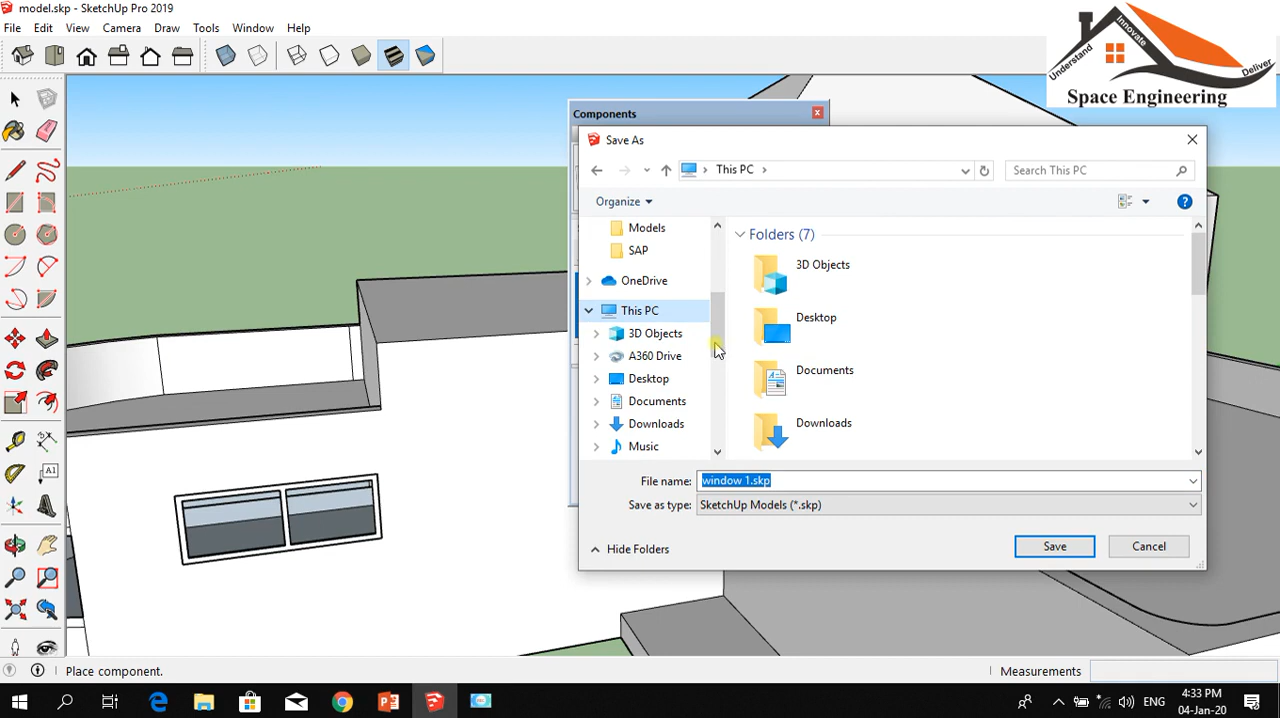 model.skp - SketchUp Pro 2019
File Edit View Camera Draw Tools Window Help
Understand
Innovate
Deliver
Space Engineering
Components
Save As
This PC
Search This PC
Organize
Models
SAP
OneDrive
This PC
3D Objects
A360 Drive
Desktop
Documents
Downloads
Music
Folders (7)
3D Objects
Desktop
Documents
Downloads
File name: window 1.skp
Save as type: SketchUp Models (*.skp)
Hide Folders
Save
Cancel
A1
Place component.
Measurements
ENG
4:33 PM
04-Jan-20